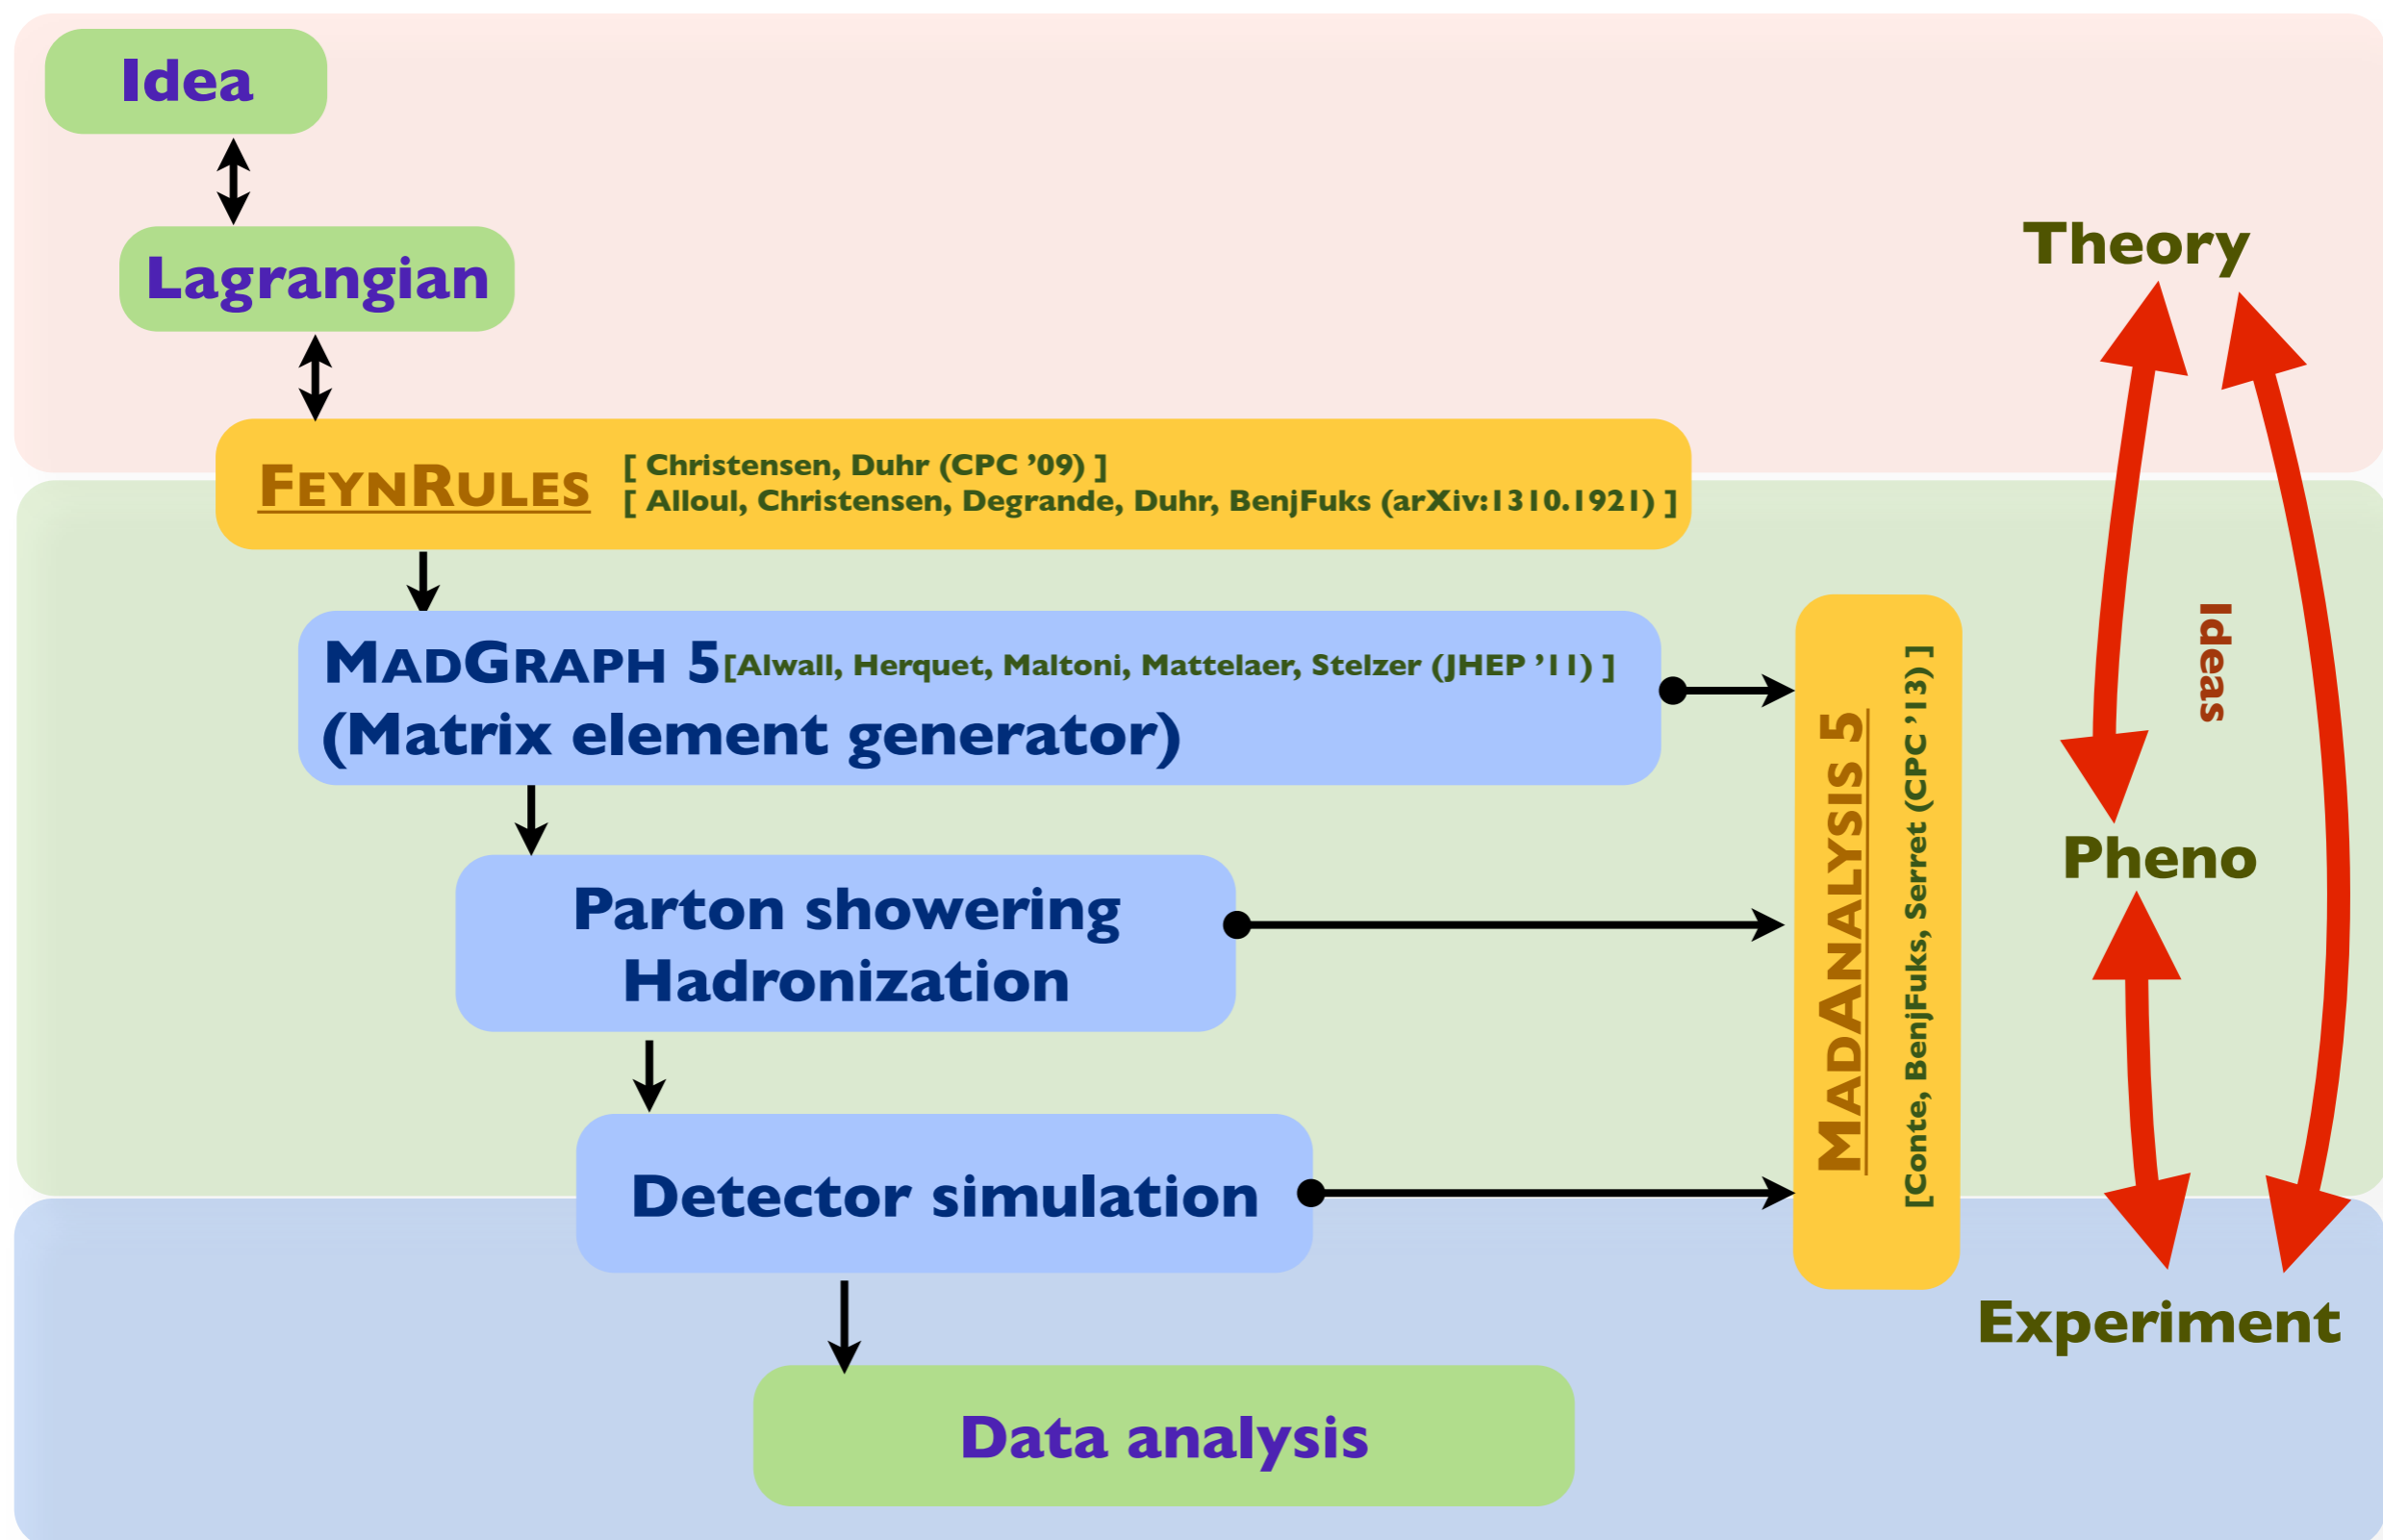 Idea
Lagrangian
Theory
FEYNRULES
[ Christensen, Duhr (CPC ’09) ]
[ Alloul, Christensen, Degrande, Duhr, BenjFuks (arXiv:1310.1921) ]
MADGRAPH 5 [Alwall, Herquet, Maltoni, Mattelaer, Stelzer (JHEP ’11) ]
(Matrix element generator)
MADANALYSIS 5
[Conte, BenjFuks, Serret (CPC ’13) ]
Ideas
Pheno
Parton showering
Hadronization
Detector simulation
Experiment
Data analysis